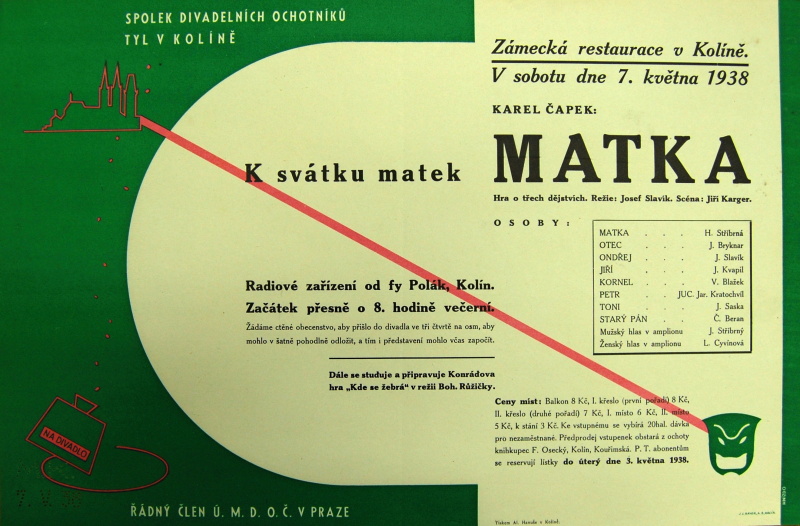 SPOLEK DIVADELNÍCH OCHOTNÍKŮ
TYL V KOLÍNĚ
Zámecká restaurace v Kolíně.
V sobotu dne 7. května 1938
KAREL ČAPEK:
MATKA
Hra o třech dějstvích. Režie: Josef Slavík. Scéna: Jiří Karger.
K svátku matek
OSOBY:
MATKA . . . H. Stříbrná
OTEC . . . J. Bryknar
ONDŘEJ . . . J. Slavík
JIŘÍ . . . J. Kvapil
KORNEL . . . V. Blažek
PETR . . JUC. Jar. Kratochvíl
TONI . . . J. Saska
STARÝ PÁN . . Č. Beran
Mužský hlas v amplionu J. Stříbrný
Ženský hlas v amplionu L. Cyvínová
Radiové zařízení od fy Polák, Kolín.
Začátek přesně o 8. hodině večerní.
Žádáme ctěné obecenstvo, aby přišlo do divadla ve tři čtvrtě na osm, aby
mohlo v šatně pohodlně odložit, a tím i představení mohlo včas započít.
Dále se studuje a připravuje Konrádova
hra „Kde se žebrá" v režii Boh. Růžičky.
Ceny míst: Balkon 8 Kč, I. křeslo (první pořadí) 8 Kč,
II. křeslo (druhé pořadí) 7 Kč, I. místo 6 Kč, II. místo
5 Kč, k stání 3 Kč. Ke vstupnému se vybírá 20hal. dávka
pro nezaměstnané. Předprodej vstupenek obstará z ochoty
knihkupec F. Osecký, Kolín, Kouřimská. P. T. abonentům
se reservují lístky do úterý dne 3. května 1938.
NA DIVADLO
ŘÁDNÝ ČLEN Ú. M. D. O. Č. V PRAZE
Tiskem Al. Hanuše v Kolíně.